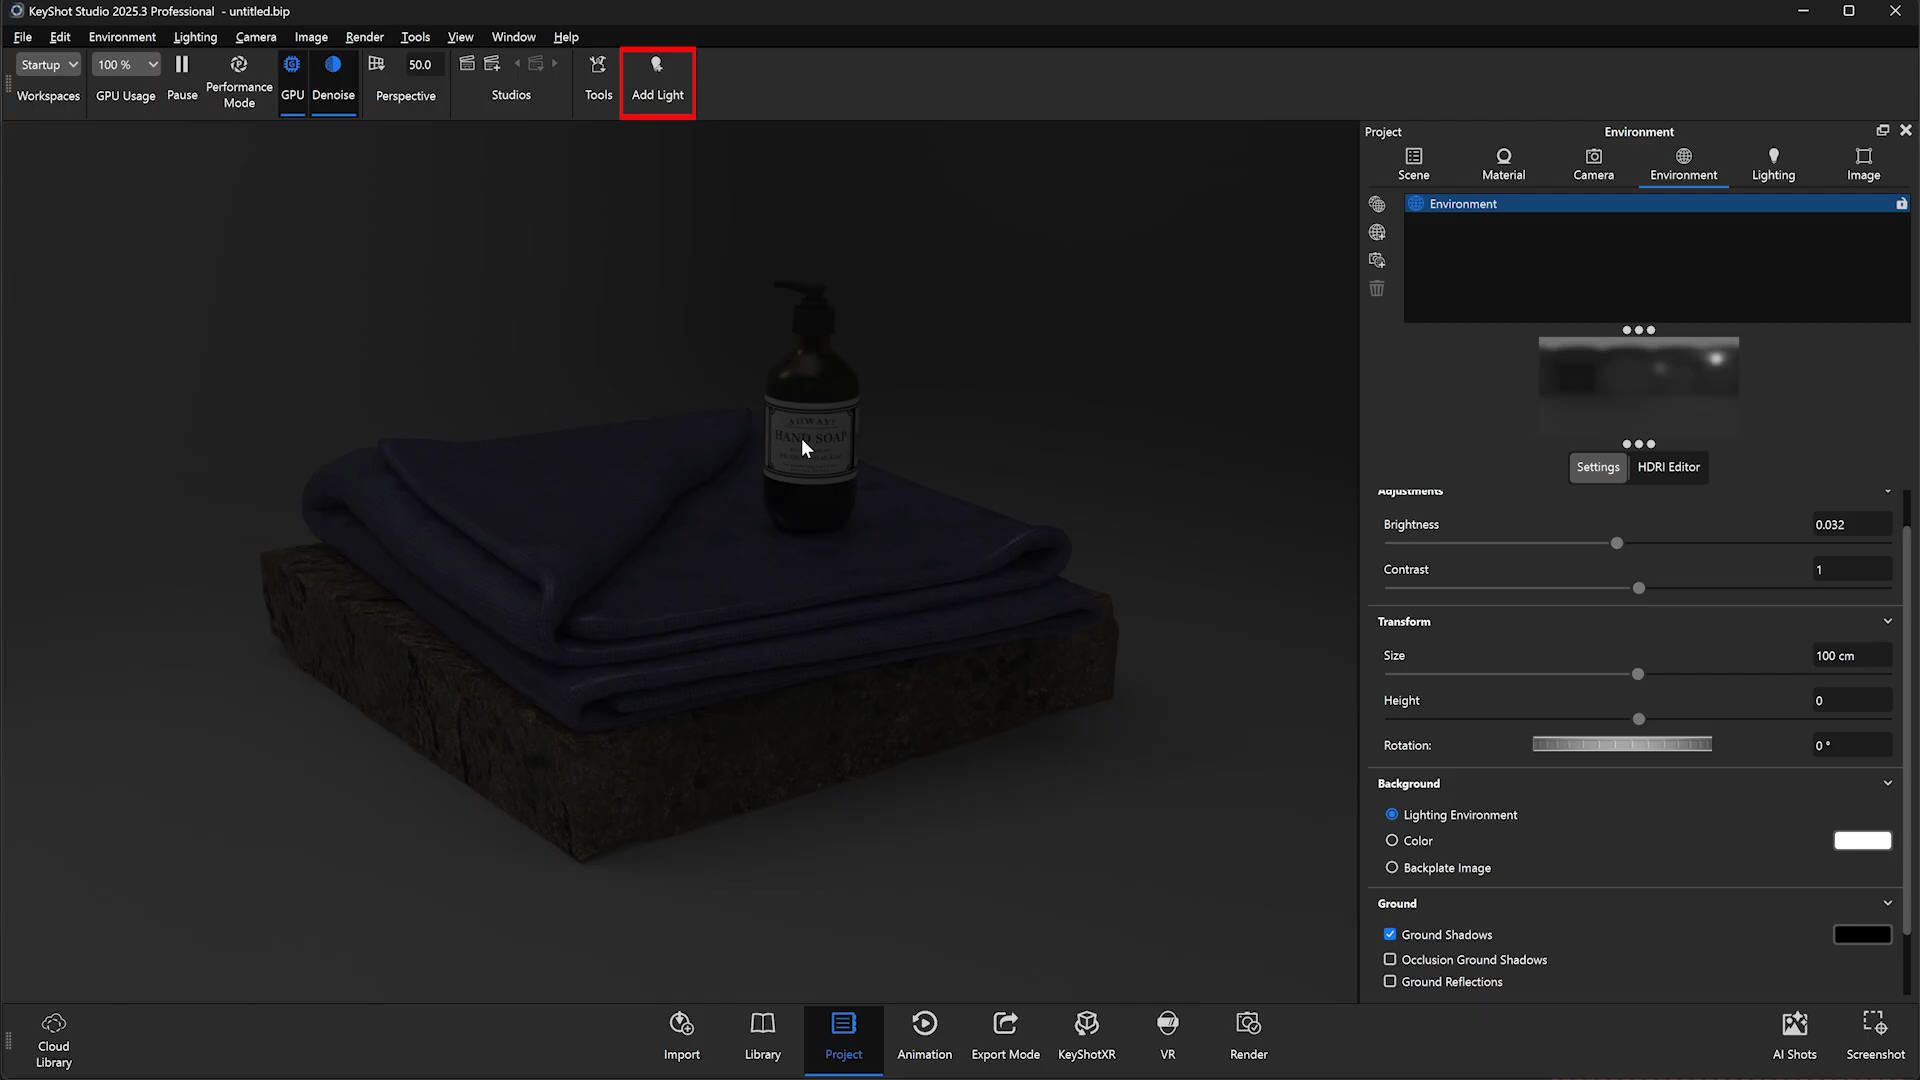 KeyShot Studio 2025.3 Professional - untitled.bip
File Edit Environment Lighting Camera Image Render Tools View Window Help
Startup
Workspaces
100 %
GPU Usage
Pause
Performance
Mode
GPU
Denoise
50.0
Perspective
Studios
Tools
Add Light
Project
Environment
Scene
Material
Camera
Environment
Lighting
Image
Environment
Settings
HDRI Editor
Adjustments
Brightness
0.032
Contrast
1
Transform
Size
100 cm
Height
0
Rotation:
0 °
Background
Lighting Environment
Color
Backplate Image
Ground
Ground Shadows
Occlusion Ground Shadows
Ground Reflections
HAND SOAP
Cloud
Library
Import
Library
Project
Animation
Export Mode
KeyShotXR
VR
Render
AI Shots
Screenshot